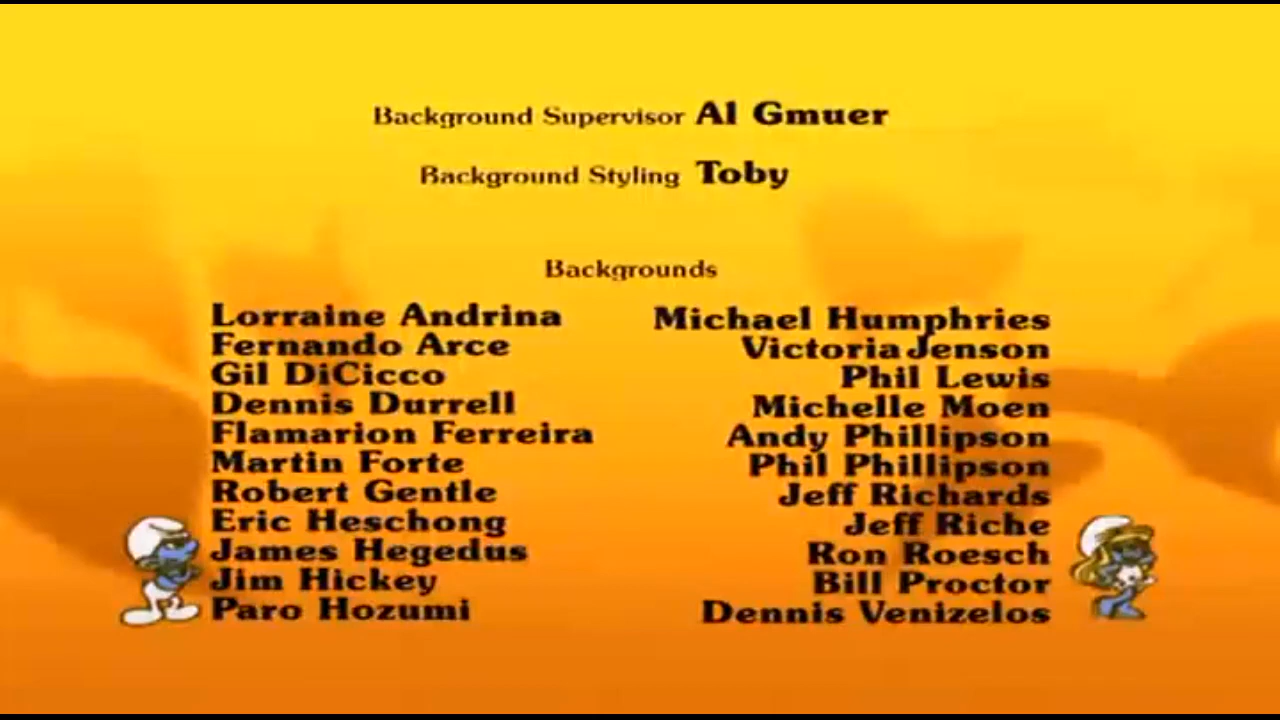 Background Supervisor Al Gmuer
Background Styling Toby
Backgrounds
Lorraine Andrina
Fernando Arce
Gil DiCicco
Dennis Durrell
Flamarion Ferreira
Martin Forte
Robert Gentle
Eric Heschong
James Hegedus
Jim Hickey
Paro Hozumi
Michael Humphries
Victoria Jenson
Phil Lewis
Michelle Moen
Andy Phillipson
Phil Phillipson
Jeff Richards
Jeff Riche
Ron Roesch
Bill Proctor
Dennis Venizelos